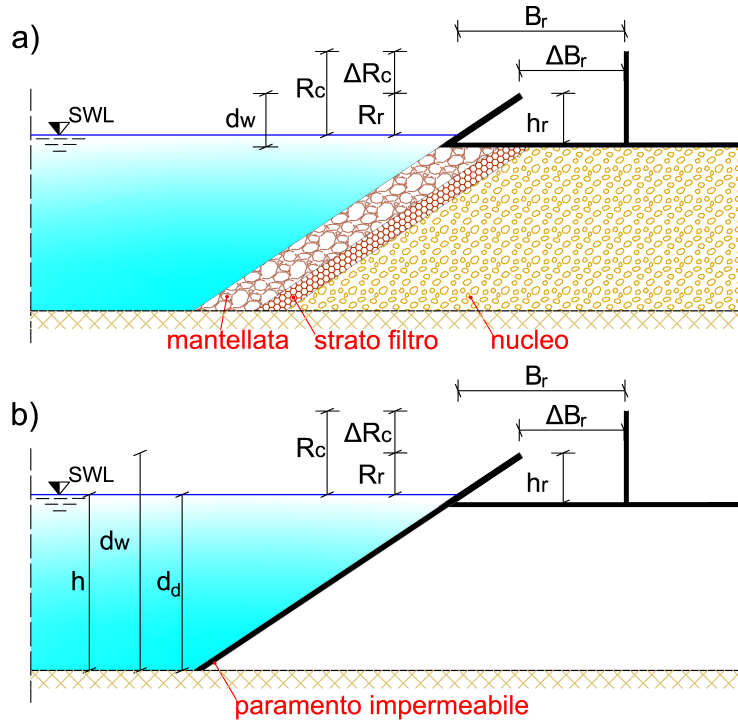 a)
Br
ΔBr
Rc
ΔRc
Rr
dw
hr
SWL
mantellata
strato filtro
nucleo
b)
Br
ΔBr
Rc
ΔRc
Rr
hr
SWL
dw
h
dd
paramento impermeabile